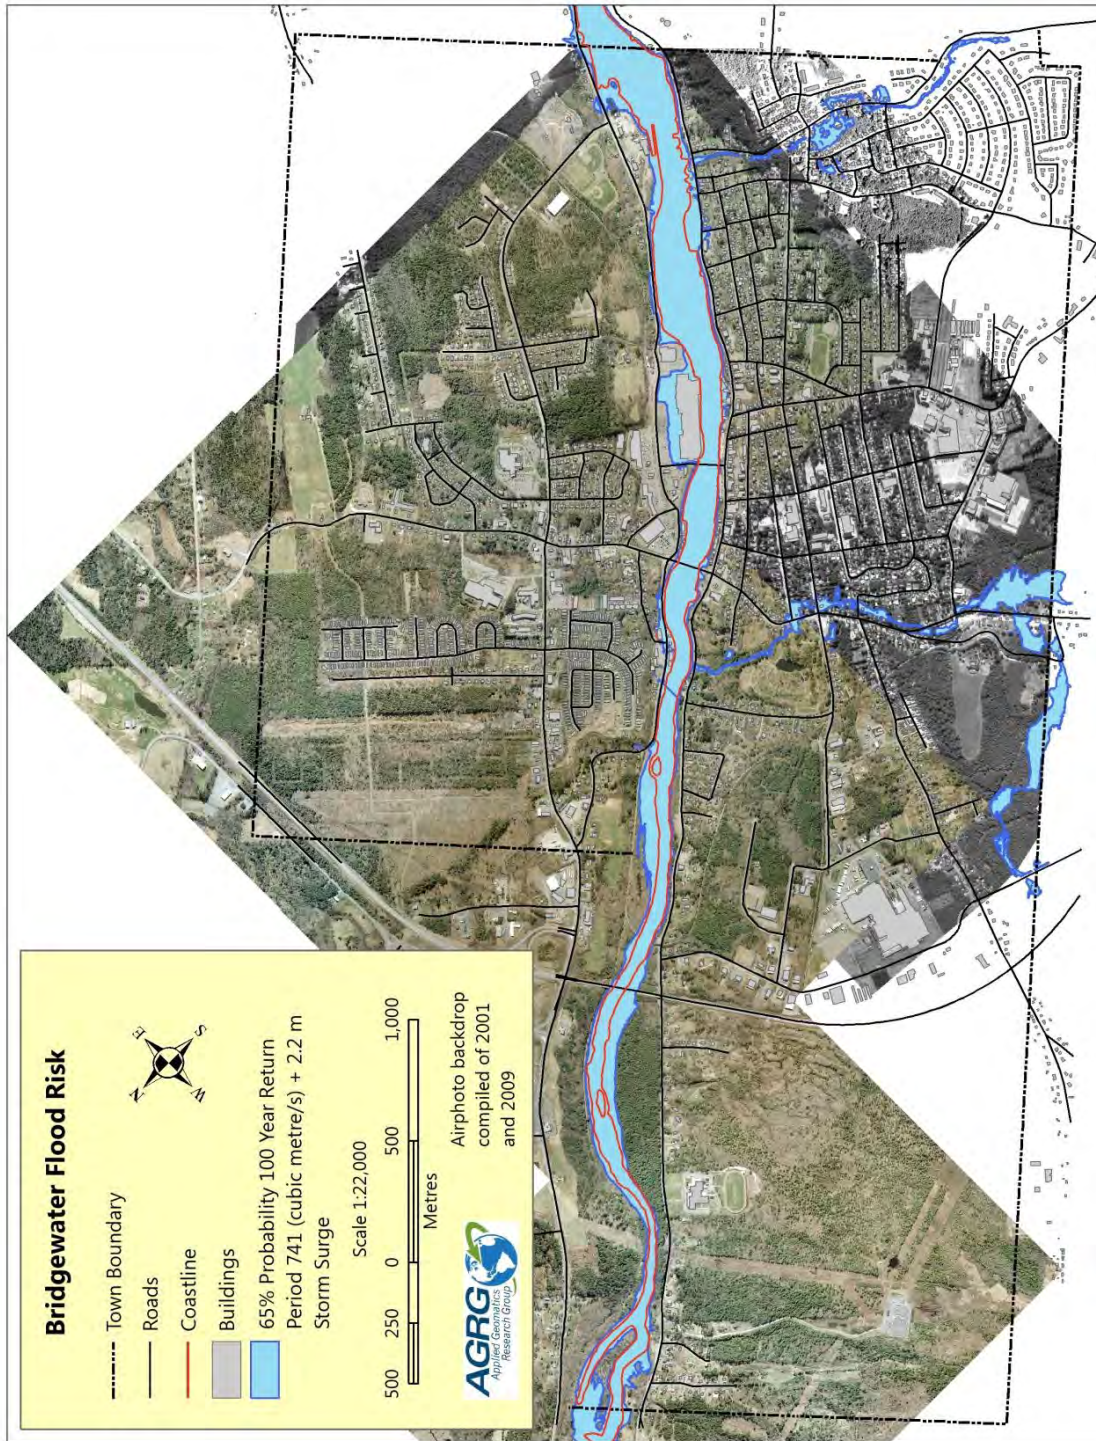 Bridgewater Flood Risk
Town Boundary
Roads
Coastline
Buildings
65% Probability 100 Year Return
Period 741 (cubic metre/s) + 2.2 m
Storm Surge
N
E
S
W
Scale 1:22,000
500 250 0 500 1,000
Metres
AGRG
Applied Geomatics
Research Group
Airphoto backdrop
compiled of 2001
and 2009